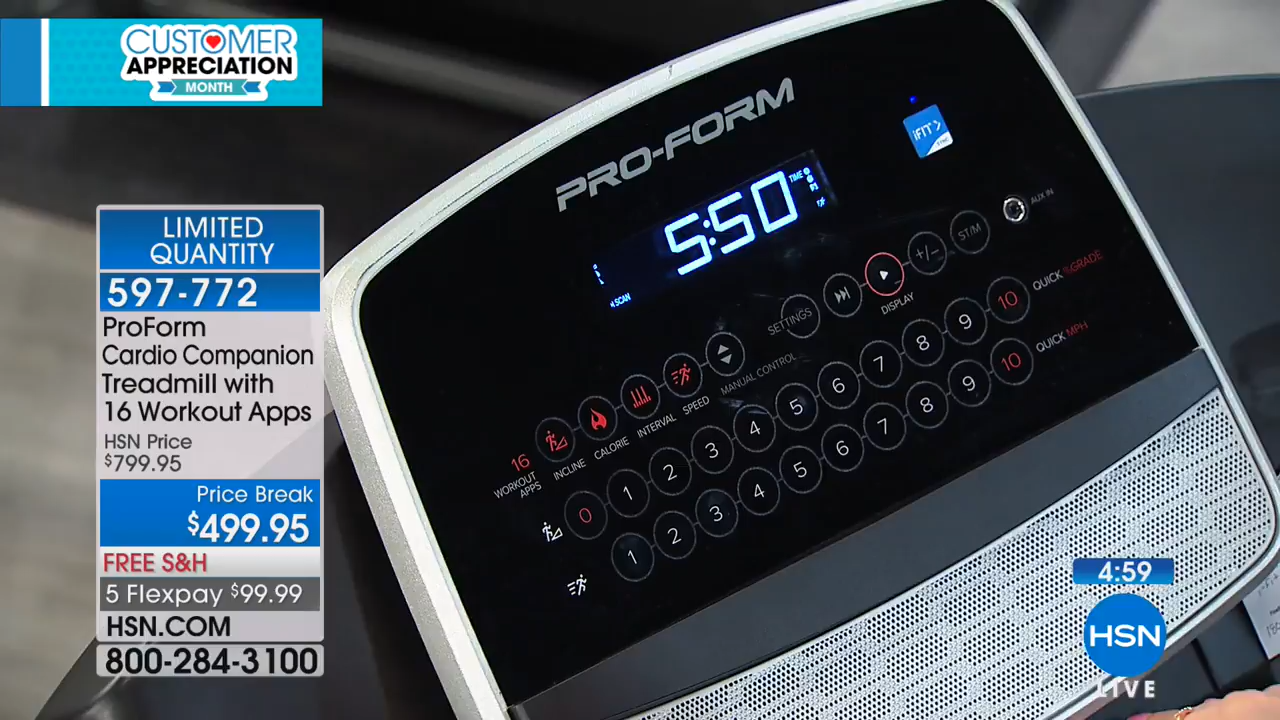 CUSTOMER
APPRECIATION
MONTH
LIMITED
QUANTITY
597-772
ProForm
Cardio Companion
Treadmill with
16 Workout Apps
HSN Price
$799.95
Price Break
$499.95
FREE S&H
5 Flexpay $99.99
HSN.COM
800-284-3100
PRO-FORM
iFIT
SYNC
5:50
TIME
SCAN
AUX IN
SETTINGS
+/-
ST/M
DISPLAY
16
WORKOUT
APPS
INCLINE
CALORIE
INTERVAL
SPEED
MANUAL CONTROL
0 1 2 3 4 5 6 7 8 9 10
QUICK %GRADE
1 2 3 4 5 6 7 8 9 10
QUICK MPH
4:59
HSN
LIVE